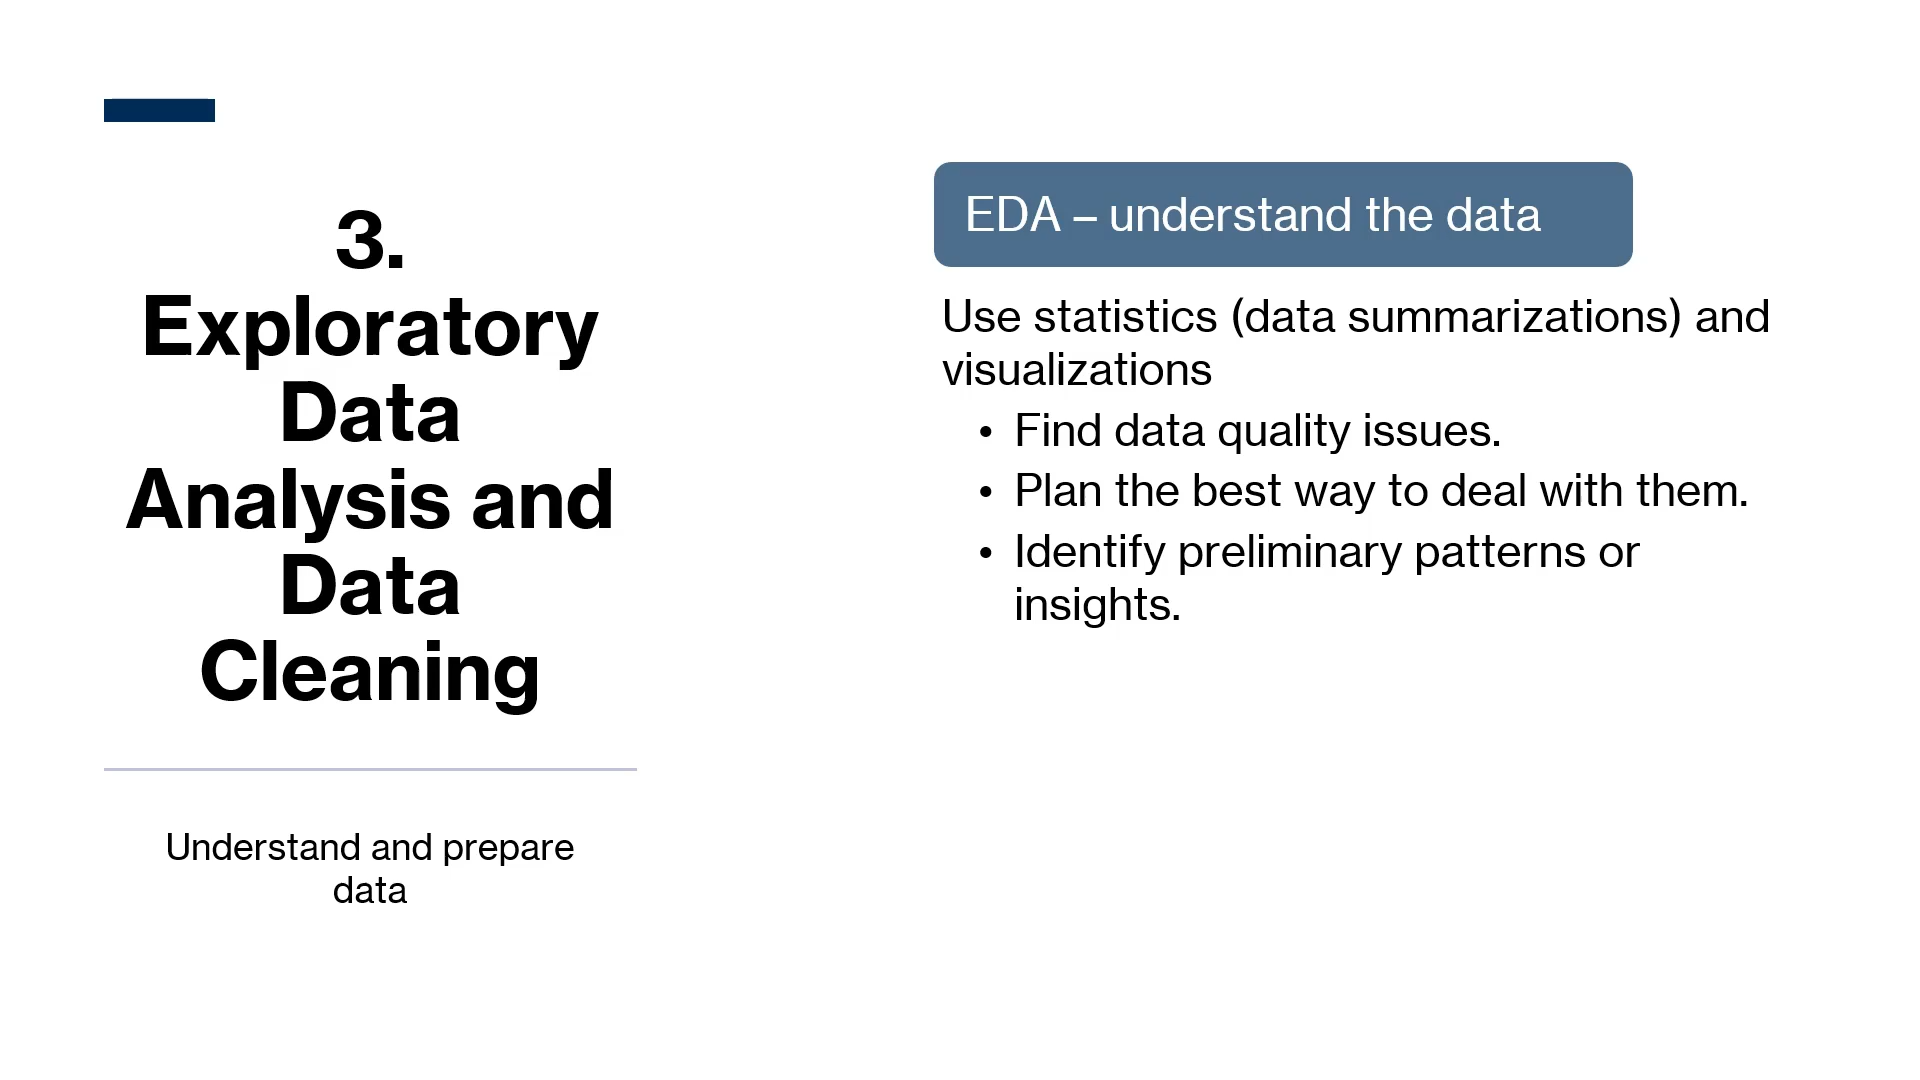 3.
Exploratory
Data
Analysis and
Data
Cleaning
Understand and prepare
data
EDA – understand the data
Use statistics (data summarizations) and
visualizations
• Find data quality issues.
• Plan the best way to deal with them.
• Identify preliminary patterns or
insights.